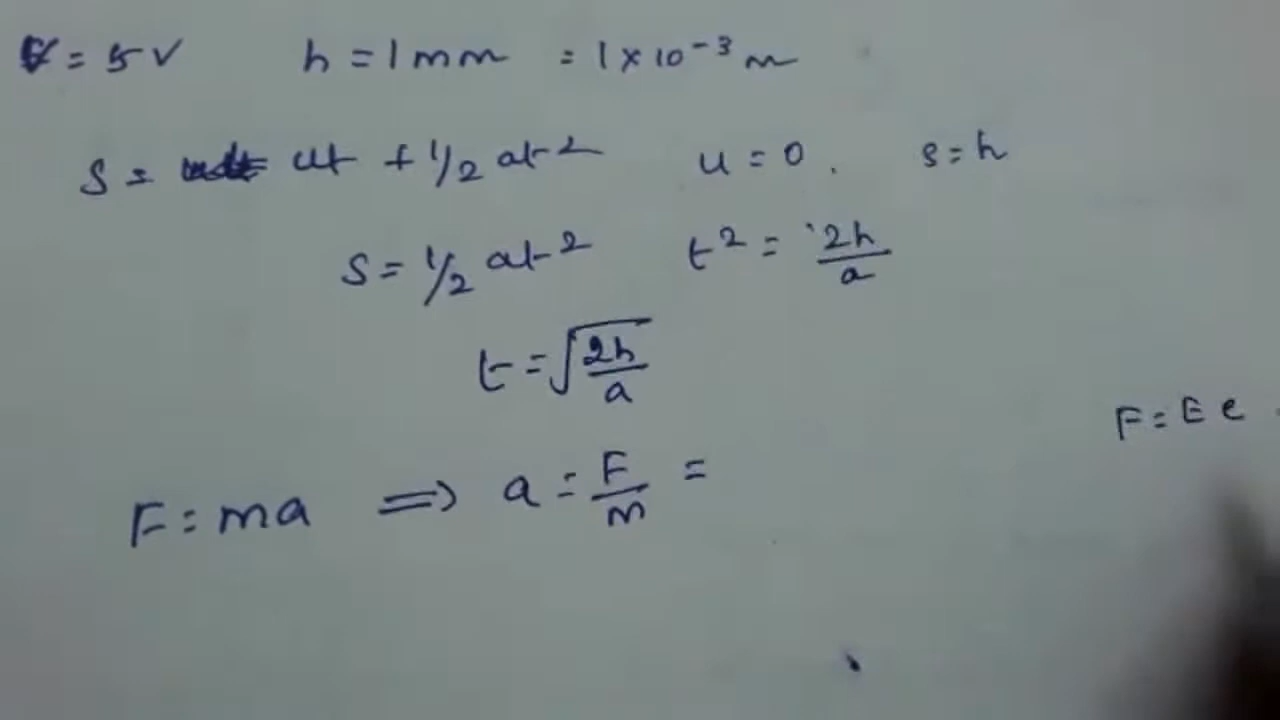 V = 5V h = 1mm = 1 × 10⁻³ m
S = ut + 1/2 at² u = 0 . s = h
S = 1/2 at² t² = 2h/a
t = √(2h/a)
F = Ee
F = ma ⇒ a = F/m =